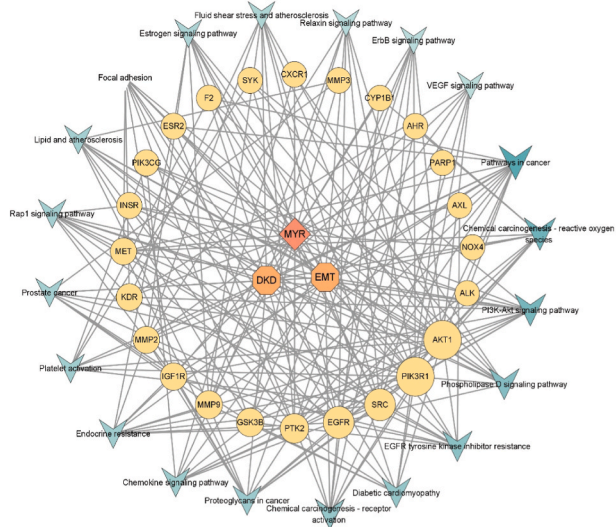 Fluid shear stress and atherosclerosis
Relaxin signaling pathway
Estrogen signaling pathway
ErbB signaling pathway
VEGF signaling pathway
Focal adhesion
Lipid and atherosclerosis
Rap1 signaling pathway
Prostate cancer
Platelet activation
Endocrine resistance
Chemokine signaling pathway
Proteoglycans in cancer
Chemical carcinogenesis - receptor
activation
Diabetic cardiomyopathy
EGFR tyrosine kinase inhibitor resistance
Phospholipase D signaling pathway
PI3K-Akt signaling pathway
Chemical carcinogenesis - reactive oxygen
species
Pathways in cancer
CXCR1
MMP3
CYP1B1
AHR
PARP1
AXL
NOX4
ALK
AKT1
PIK3R1
SRC
EGFR
PTK2
GSK3B
MMP9
IGF1R
MMP2
KDR
MET
INSR
PIK3CG
ESR2
F2
SYK
MYR
DKD
EMT